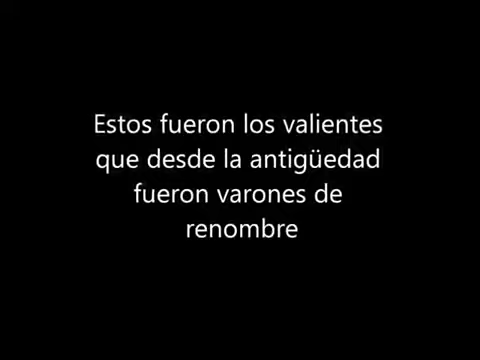 Estos fueron los valientes
que desde la antigüedad
fueron varones de
renombre